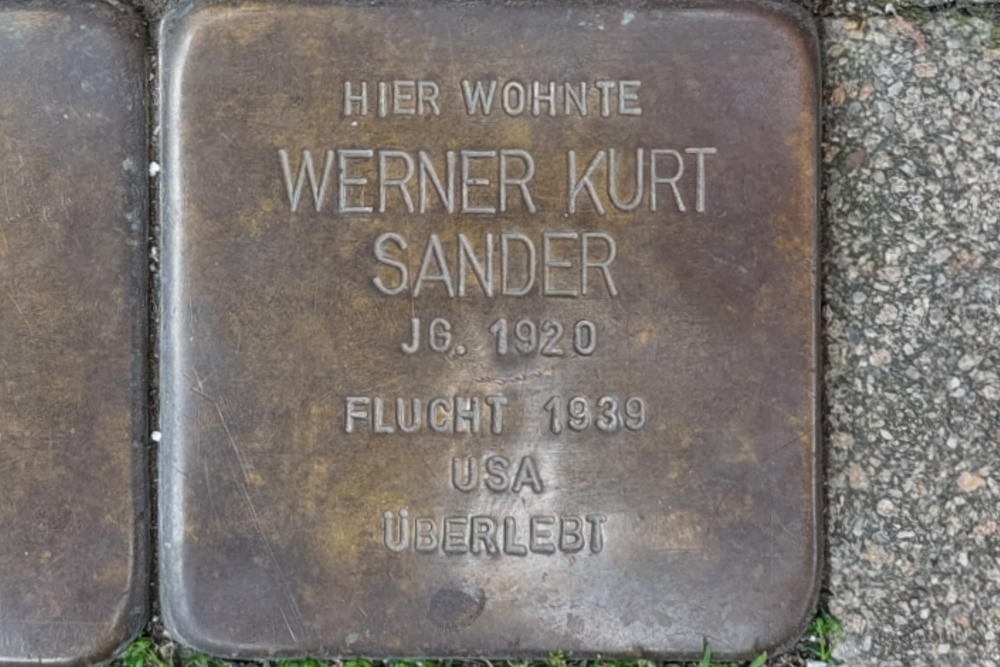 HIER WOHNTE
WERNER KURT
SANDER
JG. 1920
FLUCHT 1939
USA
ÜBERLEBT